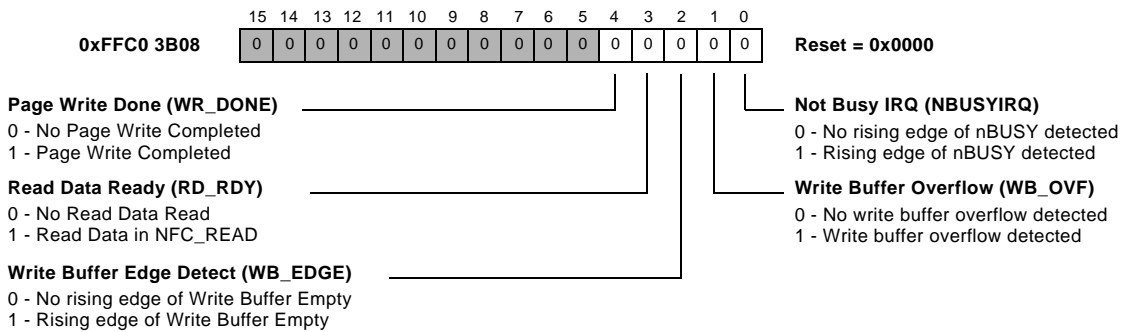 15 14 13 12 11 10 9 8 7 6 5 4 3 2 1 0
0xFFC0 3B08 0 0 0 0 0 0 0 0 0 0 0 0 0 0 0 0 Reset = 0x0000
Page Write Done (WR_DONE)
0 - No Page Write Completed
1 - Page Write Completed
Read Data Ready (RD_RDY)
0 - No Read Data Read
1 - Read Data in NFC_READ
Write Buffer Edge Detect (WB_EDGE)
0 - No rising edge of Write Buffer Empty
1 - Rising edge of Write Buffer Empty
Not Busy IRQ (NBUSYIRQ)
0 - No rising edge of nBUSY detected
1 - Rising edge of nBUSY detected
Write Buffer Overflow (WB_OVF)
0 - No write buffer overflow detected
1 - Write buffer overflow detected